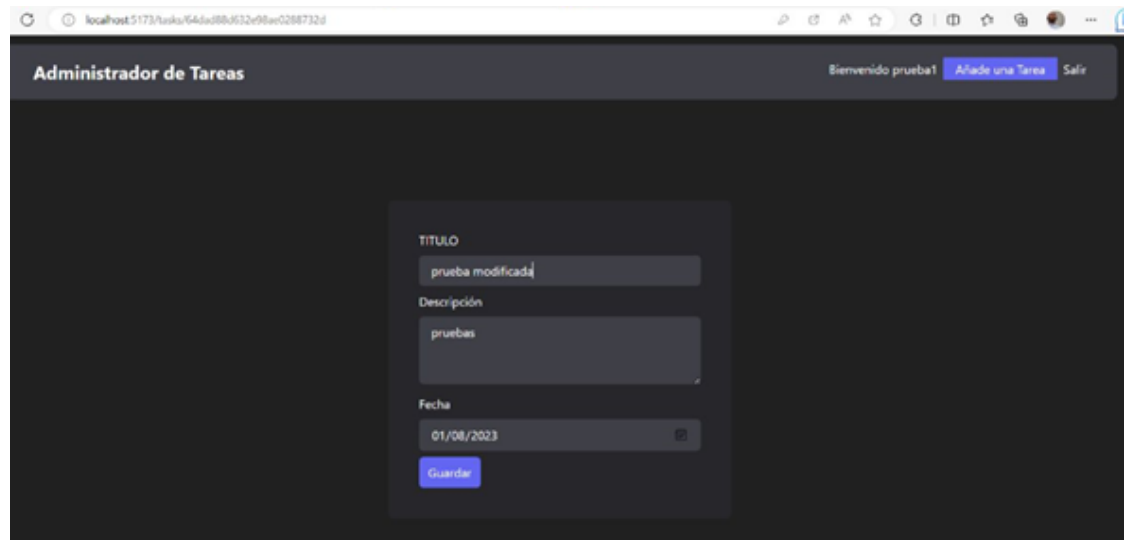 localhost:5173/tasks/64dad88d632e98ae0288732d
Administrador de Tareas
Bienvenido prueba1 Añade una Tarea Salir
TITULO
prueba modificada
Descripción
pruebas
Fecha
01/08/2023
Guardar